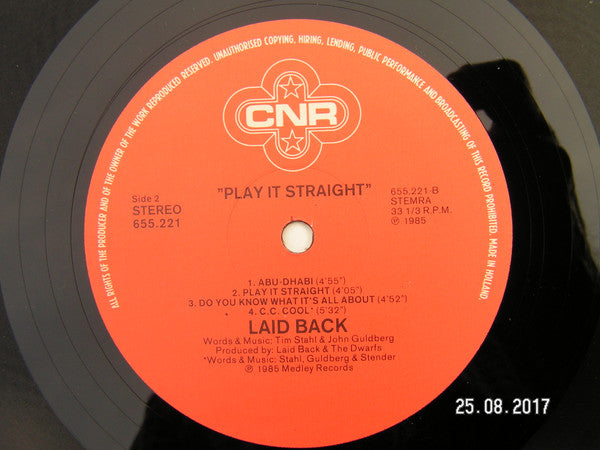 ALL RIGHTS OF THE PRODUCER AND OF THE OWNER OF THE WORK REPRODUCED RESERVED. UNAUTHORISED COPYING, HIRING, LENDING, PUBLIC PERFORMANCE AND BROADCASTING OF THIS RECORD PROHIBITED. MADE IN HOLLAND.
CNR
"PLAY IT STRAIGHT"
Side 2
STEREO
655.221
655.221-B
STEMRA
33 1/3 R.P.M.
℗ 1985
1. ABU-DHABI (4'55")
2. PLAY IT STRAIGHT (4'05")
3. DO YOU KNOW WHAT IT'S ALL ABOUT (4'52")
4. C.C. COOL* (5'32")
LAID BACK
Words & Music: Tim Stahl & John Guldberg
Produced by: Laid Back & The Dwarfs
*Words & Music: Stahl, Guldberg & Stender
℗ 1985 Medley Records
25.08.2017